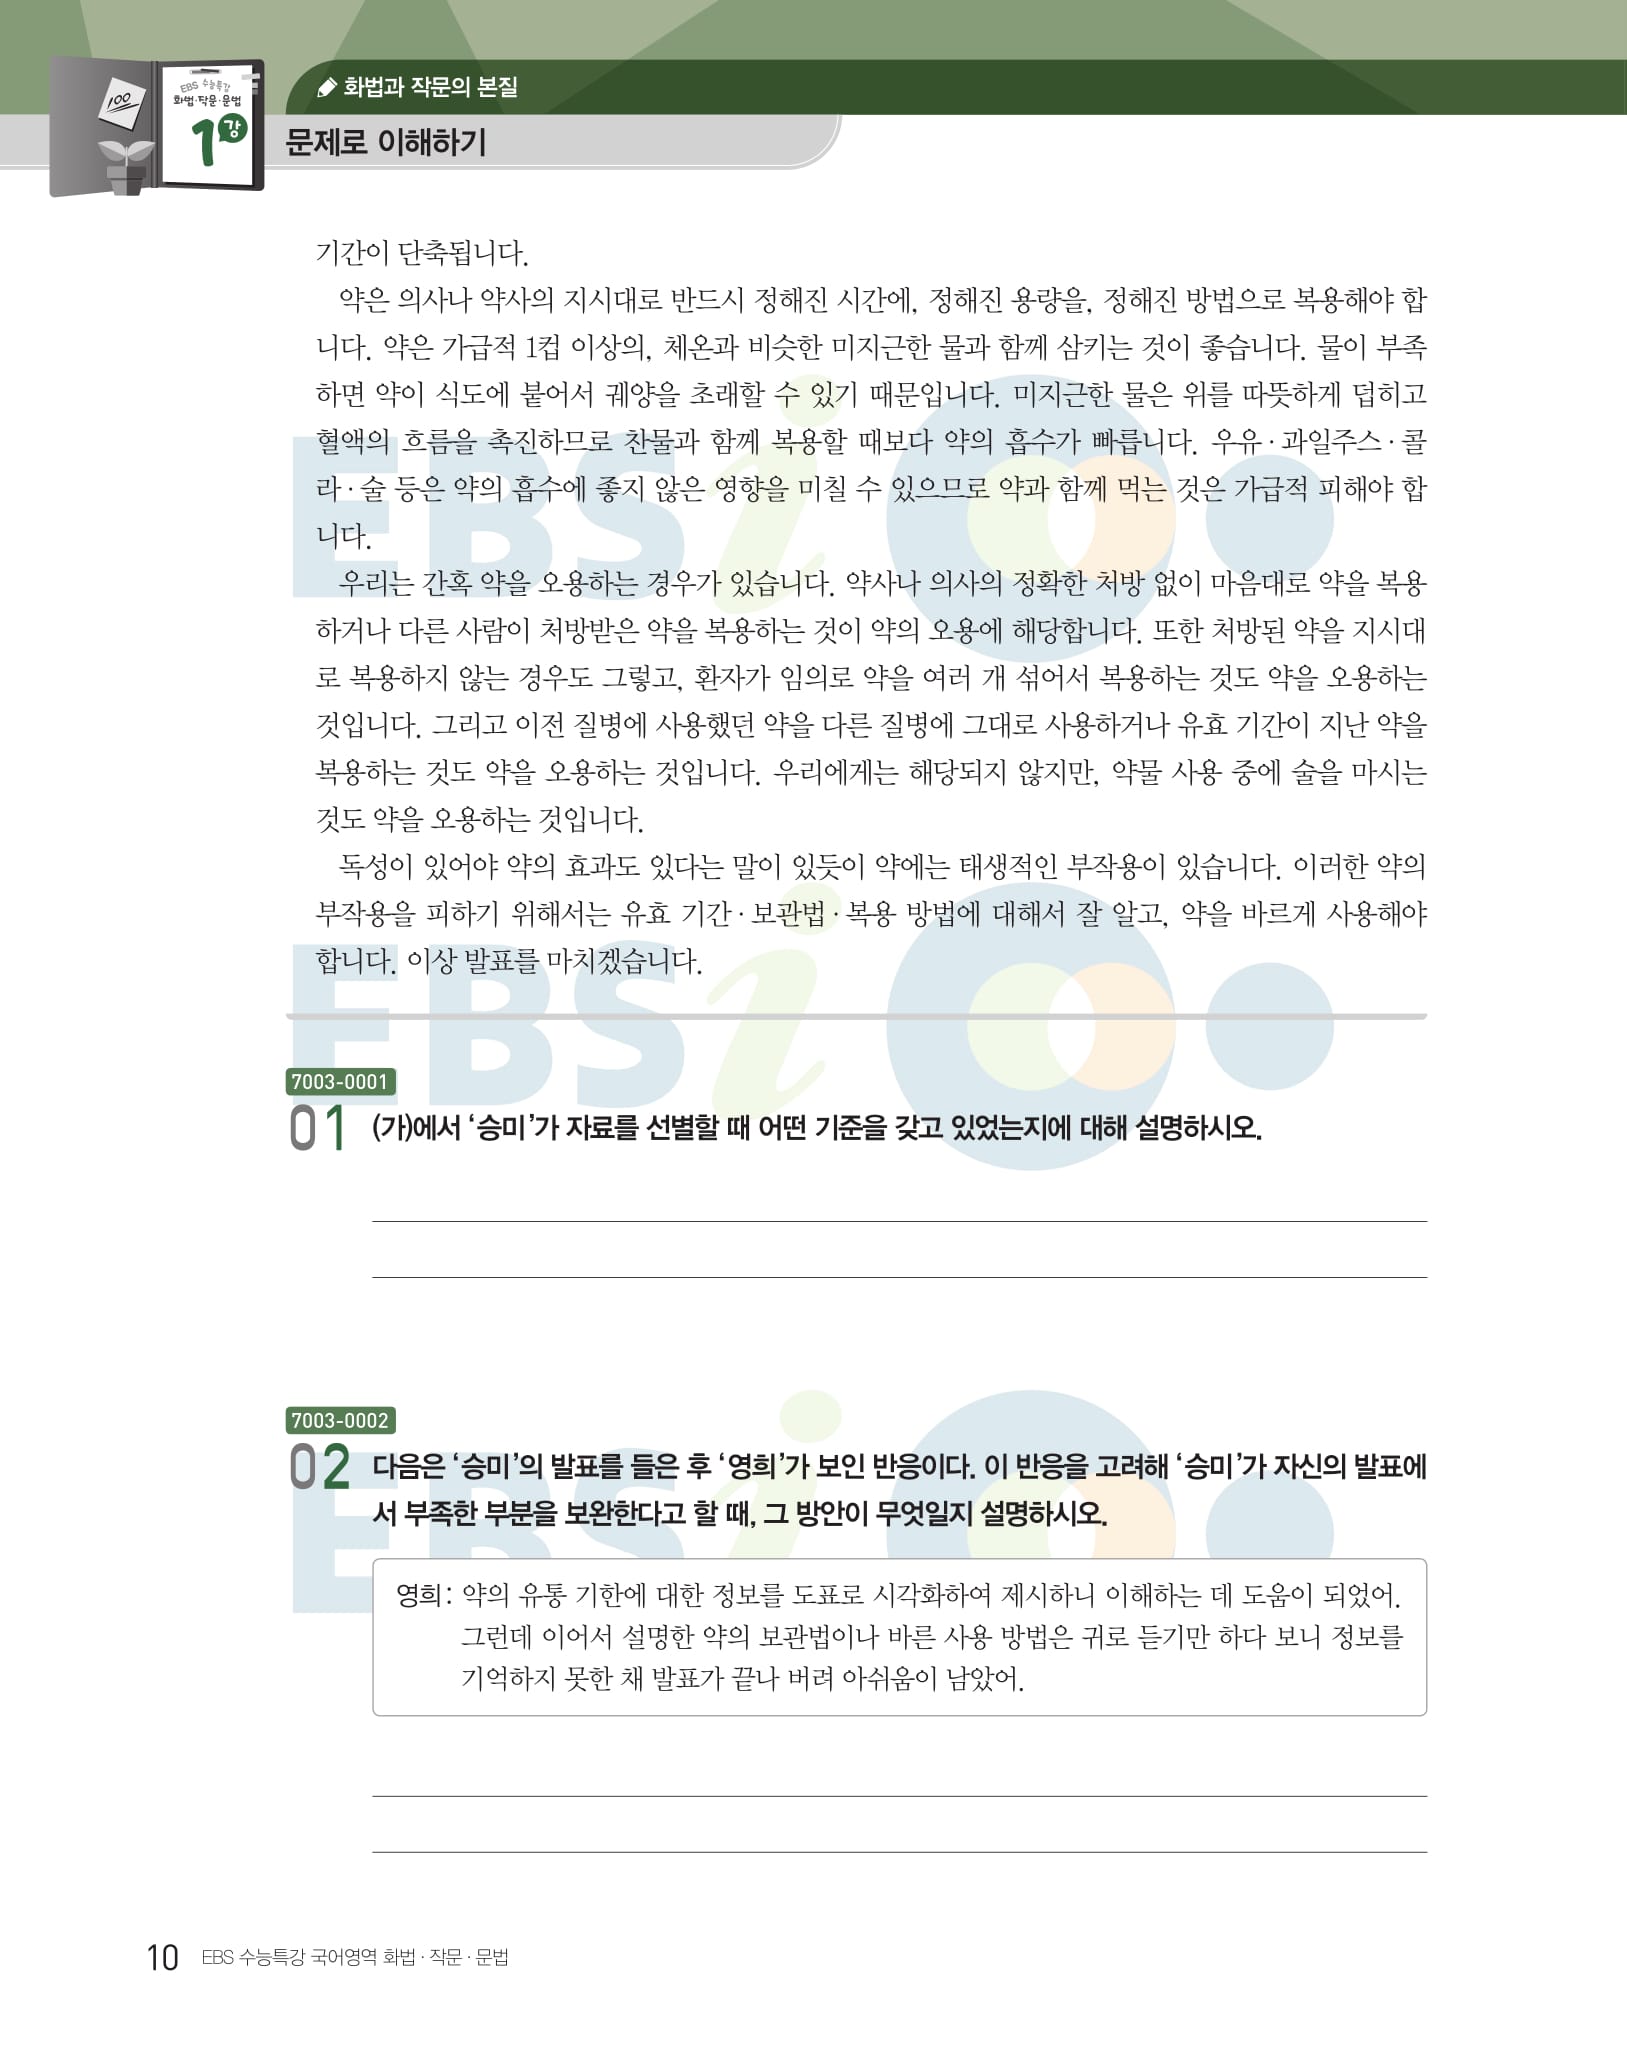 화법과 작문의 본질
100
EBS 수능특강
화법·작문·문법
1강
문제로 이해하기
기간이 단축됩니다.
약은 의사나 약사의 지시대로 반드시 정해진 시간에, 정해진 용량을, 정해진 방법으로 복용해야 합
니다. 약은 가급적 1컵 이상의, 체온과 비슷한 미지근한 물과 함께 삼키는 것이 좋습니다. 물이 부족
하면 약이 식도에 붙어서 궤양을 초래할 수 있기 때문입니다. 미지근한 물은 위를 따뜻하게 덥히고
혈액의 흐름을 촉진하므로 찬물과 함께 복용할 때보다 약의 흡수가 빠릅니다. 우유·과일주스·콜
라·술 등은 약의 흡수에 좋지 않은 영향을 미칠 수 있으므로 약과 함께 먹는 것은 가급적 피해야 합
니다.
우리는 간혹 약을 오용하는 경우가 있습니다. 약사나 의사의 정확한 처방 없이 마음대로 약을 복용
하거나 다른 사람이 처방받은 약을 복용하는 것이 약의 오용에 해당합니다. 또한 처방된 약을 지시대
로 복용하지 않는 경우도 그렇고, 환자가 임의로 약을 여러 개 섞어서 복용하는 것도 약을 오용하는
것입니다. 그리고 이전 질병에 사용했던 약을 다른 질병에 그대로 사용하거나 유효 기간이 지난 약을
복용하는 것도 약을 오용하는 것입니다. 우리에게는 해당되지 않지만, 약물 사용 중에 술을 마시는
것도 약을 오용하는 것입니다.
독성이 있어야 약의 효과도 있다는 말이 있듯이 약에는 태생적인 부작용이 있습니다. 이러한 약의
부작용을 피하기 위해서는 유효 기간·보관법·복용 방법에 대해서 잘 알고, 약을 바르게 사용해야
합니다. 이상 발표를 마치겠습니다.
EBSi
EBSi
7003-0001
01 (가)에서 ‘승미’가 자료를 선별할 때 어떤 기준을 갖고 있었는지에 대해 설명하시오.
7003-0002
02 다음은 ‘승미’의 발표를 들은 후 ‘영희’가 보인 반응이다. 이 반응을 고려해 ‘승미’가 자신의 발표에
서 부족한 부분을 보완한다고 할 때, 그 방안이 무엇일지 설명하시오.
EBSi
영희: 약의 유통 기한에 대한 정보를 도표로 시각화하여 제시하니 이해하는 데 도움이 되었어.
그런데 이어서 설명한 약의 보관법이나 바른 사용 방법은 귀로 듣기만 하다 보니 정보를
기억하지 못한 채 발표가 끝나 버려 아쉬움이 남았어.
10 EBS 수능특강 국어영역 화법·작문·문법